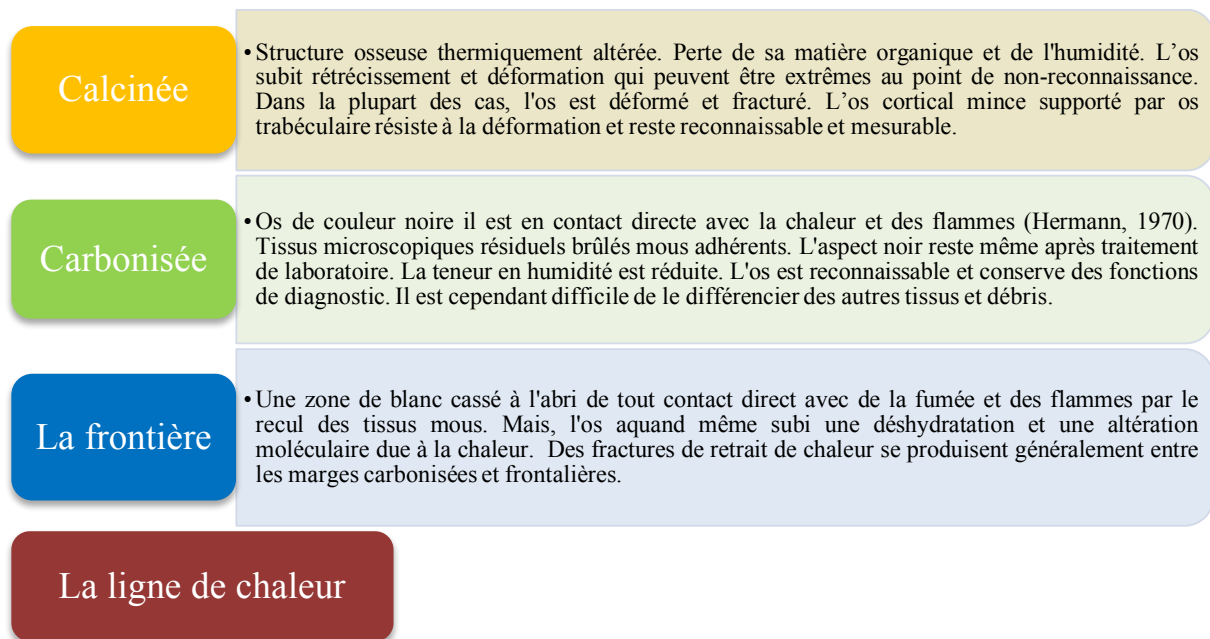 Calcinée
• Structure osseuse thermiquement altérée. Perte de sa matière organique et de l'humidité. L'os
subit rétrécissement et déformation qui peuvent être extrêmes au point de non-reconnaissance.
Dans la plupart des cas, l'os est déformé et fracturé. L'os cortical mince supporté par os
trabéculaire résiste à la déformation et reste reconnaissable et mesurable.
Carbonisée
• Os de couleur noire il est en contact directe avec la chaleur et des flammes (Hermann, 1970).
Tissus microscopiques résiduels brûlés mous adhérents. L'aspect noir reste même après traitement
de laboratoire. La teneur en humidité est réduite. L'os est reconnaissable et conserve des fonctions
de diagnostic. Il est cependant difficile de le différencier des autres tissus et débris.
La frontière
• Une zone de blanc cassé à l'abri de tout contact direct avec de la fumée et des flammes par le
recul des tissus mous. Mais, l'os aquand même subi une déshydratation et une altération
moléculaire due à la chaleur. Des fractures de retrait de chaleur se produisent généralement entre
les marges carbonisées et frontalières.
La ligne de chaleur